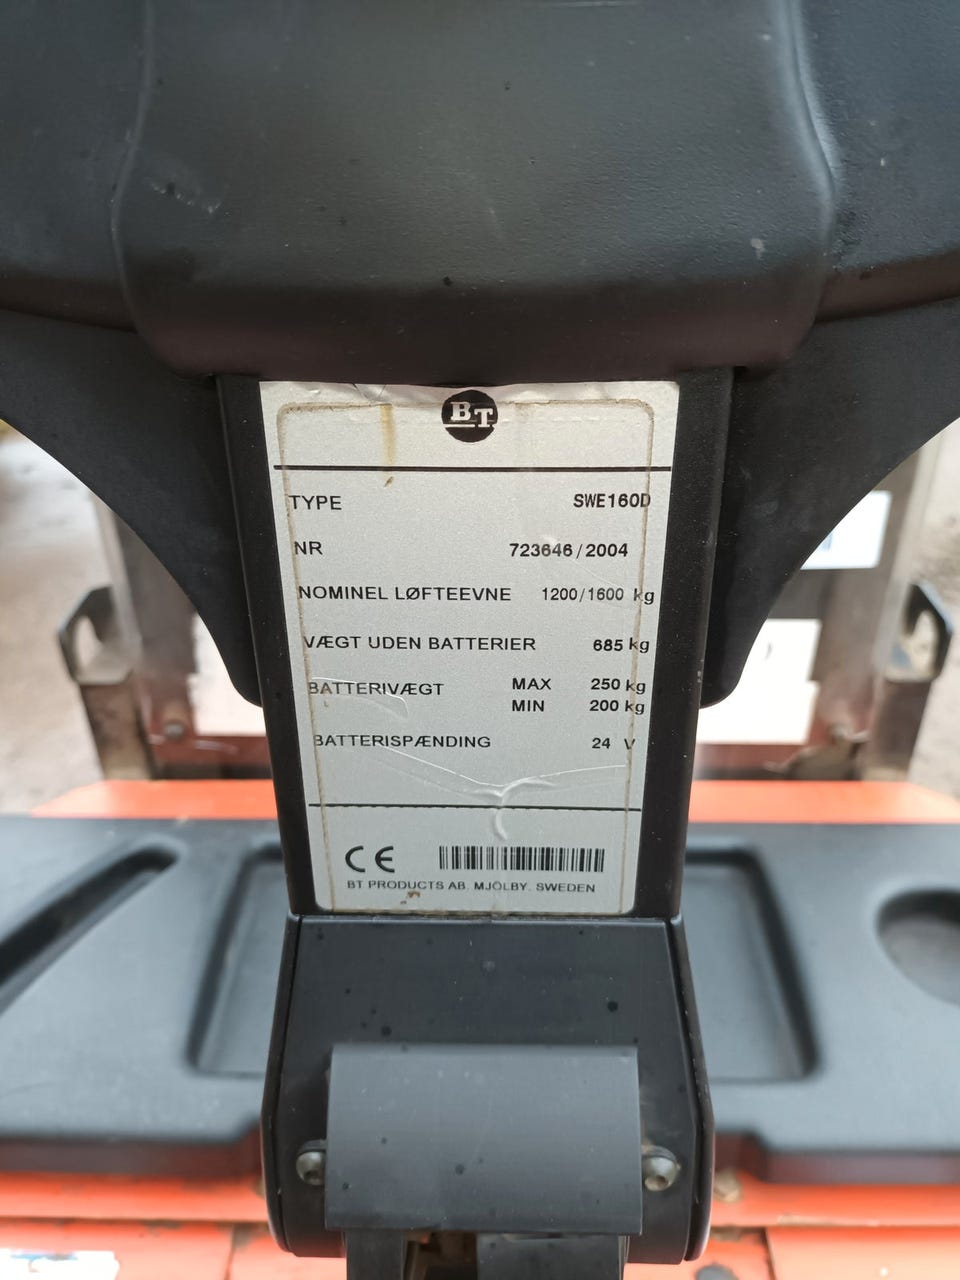 BT
TYPE SWE160D
NR 723646/2004
NOMINEL LØFTEEVNE 1200/1600 kg
VÆGT UDEN BATTERIER 685 kg
BATTERIVÆGT MAX 250 kg
MIN 200 kg
BATTERISPÆNDING 24 V
CE
BT PRODUCTS AB. MJÖLBY. SWEDEN